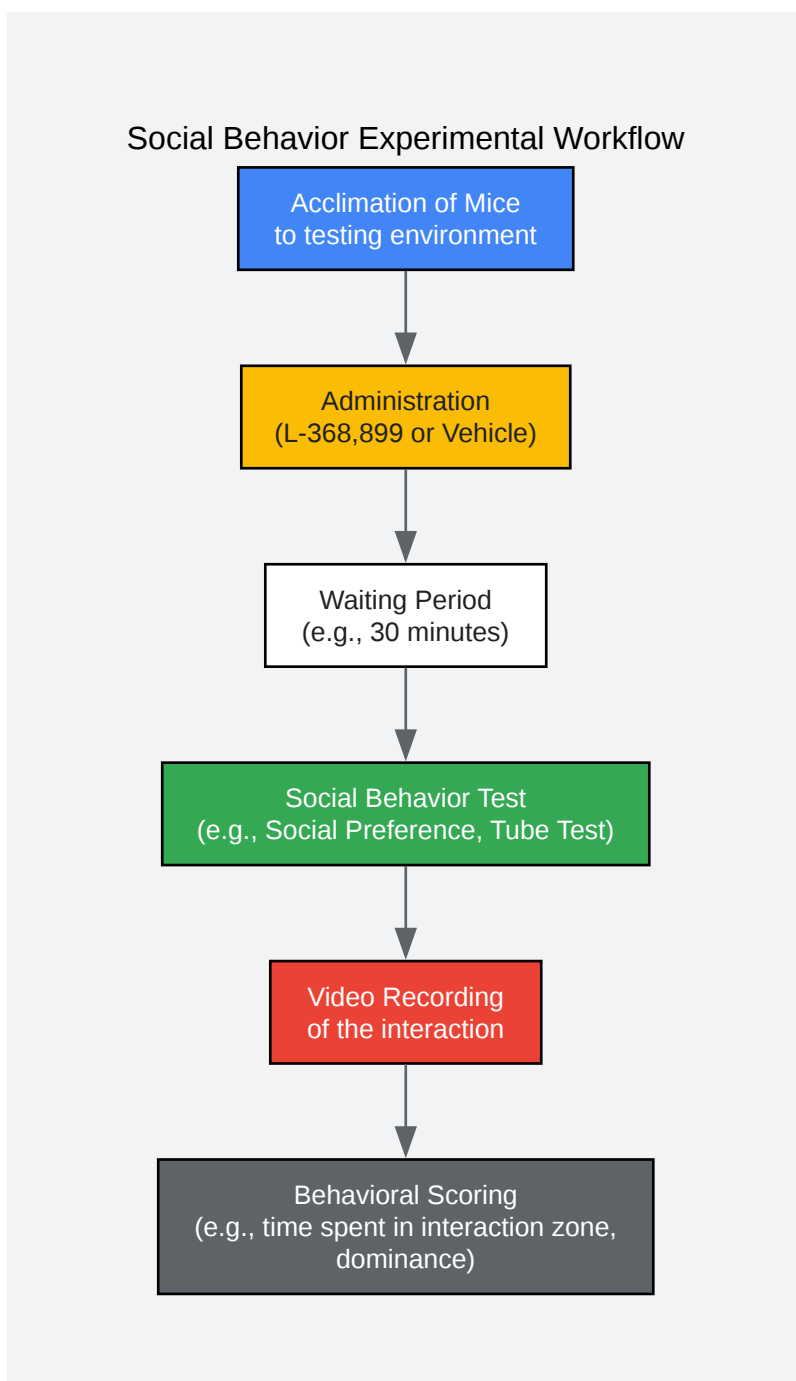 Social Behavior Experimental Workflow
Acclimation of Mice
to testing environment
Administration
(L-368,899 or Vehicle)
Waiting Period
(e.g., 30 minutes)
Social Behavior Test
(e.g., Social Preference, Tube Test)
Video Recording
of the interaction
Behavioral Scoring
(e.g., time spent in interaction zone,
dominance)